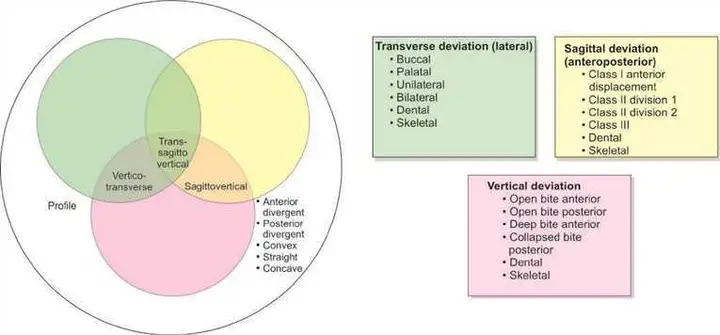 Trans-
sagitto
vertical
Vertico-
transverse
Sagittovertical
Profile
• Anterior
divergent
• Posterior
divergent
• Convex
• Straight
• Concave
Transverse deviation (lateral)
• Buccal
• Palatal
• Unilateral
• Bilateral
• Dental
• Skeletal
Sagittal deviation
(anteroposterior)
• Class I anterior
displacement
• Class II division 1
• Class II division 2
• Class III
• Dental
• Skeletal
Vertical deviation
• Open bite anterior
• Open bite posterior
• Deep bite anterior
• Collapsed bite
posterior
• Dental
• Skeletal